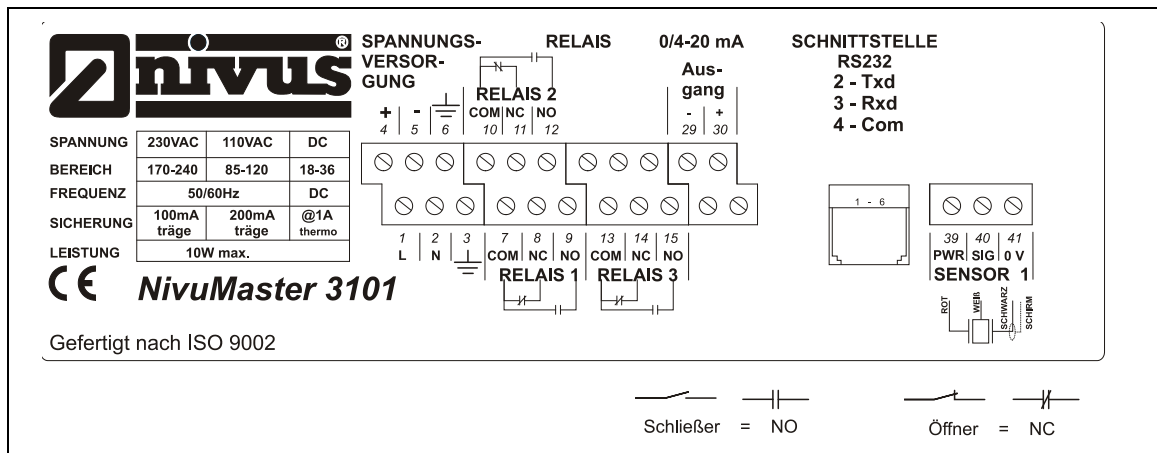 nivus ®
SPANNUNGS-
VERSOR-
GUNG
+ -
4 5 6
RELAIS
RELAIS 2
COM NC NO
10 11 12
0/4-20 mA
Aus-
gang
- +
29 30
SCHNITTSTELLE
RS232
2 - Txd
3 - Rxd
4 - Com
SPANNUNG 230VAC 110VAC DC
BEREICH 170-240 85-120 18-36
FREQUENZ 50/60Hz DC
SICHERUNG 100mA träge 200mA träge @1A thermo
LEISTUNG 10W max.
CE NivuMaster 3101
Gefertigt nach ISO 9002
1 2 3
L N
7 8 9
COM NC NO
RELAIS 1
13 14 15
COM NC NO
RELAIS 3
1 - 6
39 40 41
PWR SIG 0 V
SENSOR 1
ROT
WEIß
SCHWARZ
SCHIRM
Schließer = NO
Öffner = NC